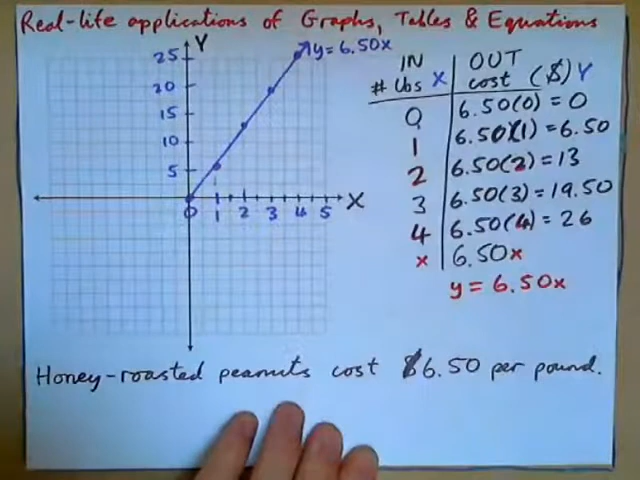 Real-life applications of Graphs, Tables & Equations
Y
25
20
15
10
5
0 1 2 3 4 5 X
y=6.50x
IN OUT
# lbs X cost ($) Y
0 6.50(0) = 0
1 6.50(1) = 6.50
2 6.50(2) = 13
3 6.50(3) = 19.50
4 6.50(4) = 26
x 6.50x
y = 6.50x
Honey-roasted peanuts cost $6.50 per pound.